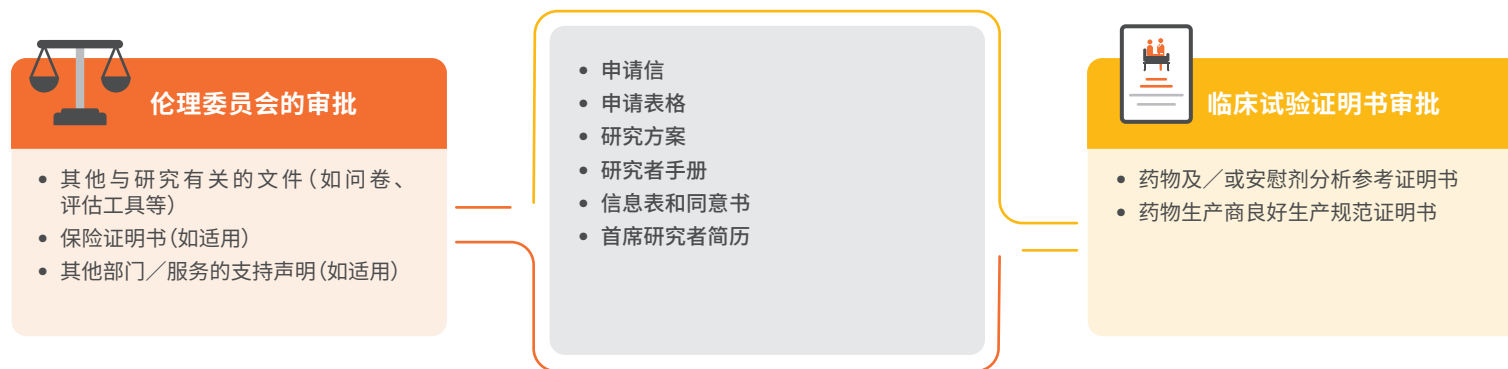 伦理委员会的审批
• 其他与研究有关的文件（如问卷、
评估工具等）
• 保险证明书（如适用）
• 其他部门／服务的支持声明（如适用）
• 申请信
• 申请表格
• 研究方案
• 研究者手册
• 信息表和同意书
• 首席研究者简历
临床试验证明书审批
• 药物及／或安慰剂分析参考证明书
• 药物生产商良好生产规范证明书